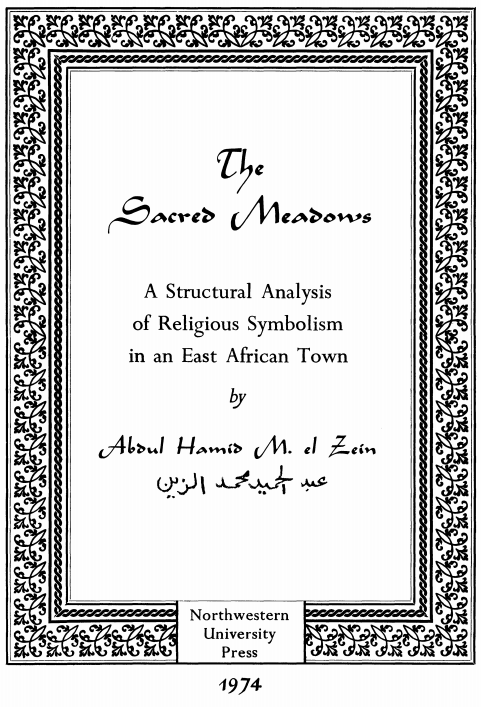 The
Sacred Meadows
A Structural Analysis
of Religious Symbolism
in an East African Town
by
Abdul Hamid M. el Zein
عبد الحميد محمد الزين
Northwestern
University
Press
1974